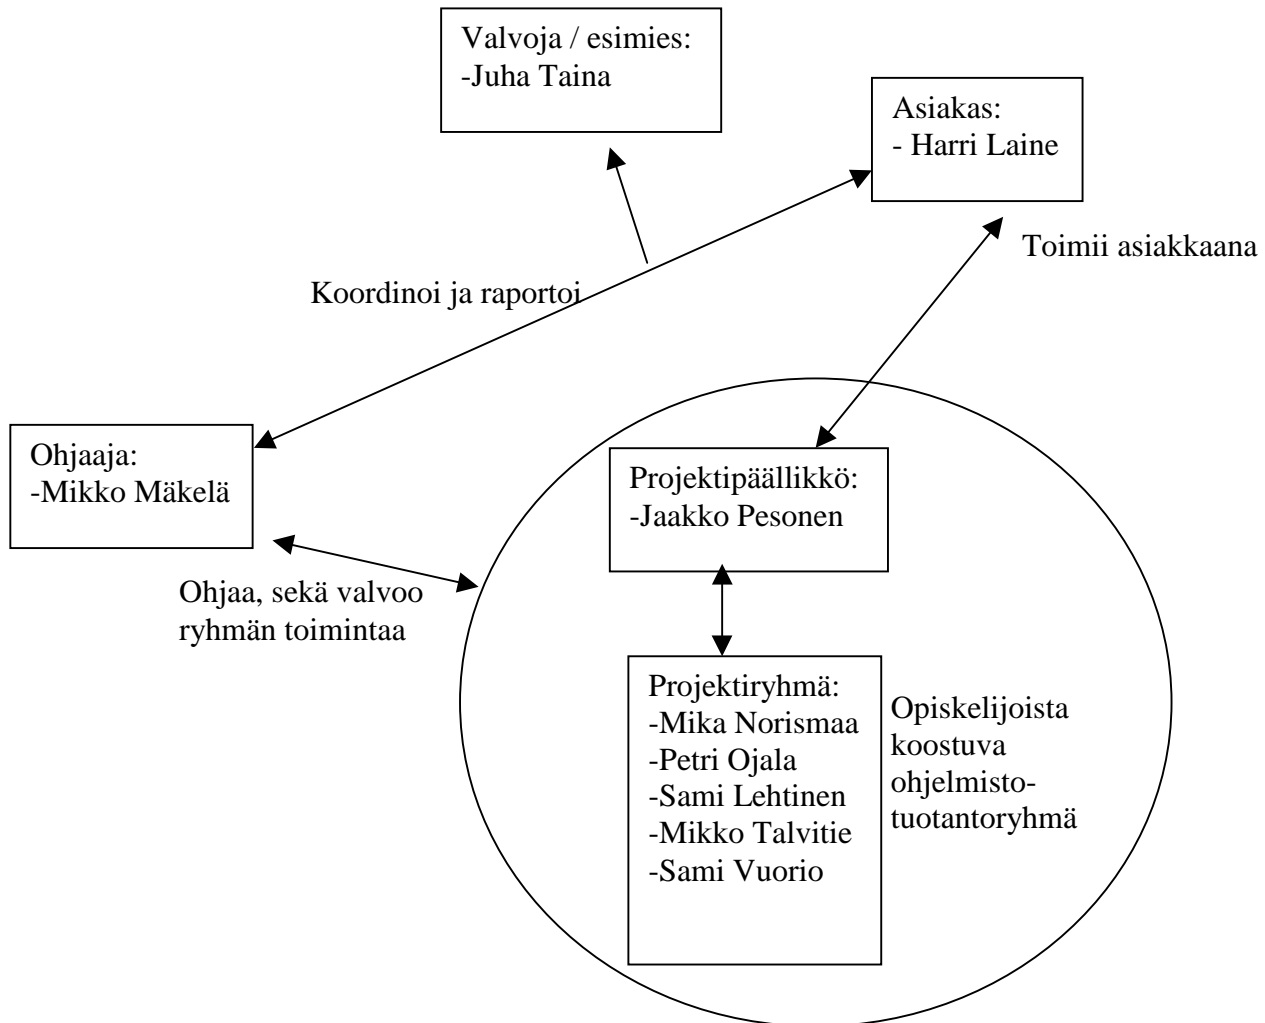 Valvoja / esimies:
-Juha Taina
Asiakas:
- Harri Laine
Toimii asiakkaana
Koordinoi ja raportoi
Ohjaaja:
-Mikko Mäkelä
Projektipäällikkö:
-Jaakko Pesonen
Ohjaa, sekä valvoo
ryhmän toimintaa
Projektiryhmä:
-Mika Norismaa
-Petri Ojala
-Sami Lehtinen
-Mikko Talvitie
-Sami Vuorio
Opiskelijoista
koostuva
ohjelmisto-
tuotantoryhmä